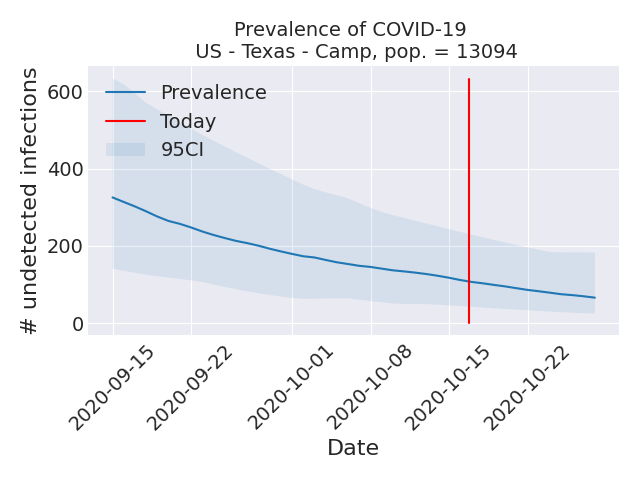 Prevalence of COVID-19
US - Texas - Camp, pop. = 13094
# undetected infections
600
400
200
0
Prevalence
Today
95CI
2020-09-15
2020-09-22
2020-10-01
2020-10-08
2020-10-15
2020-10-22
Date